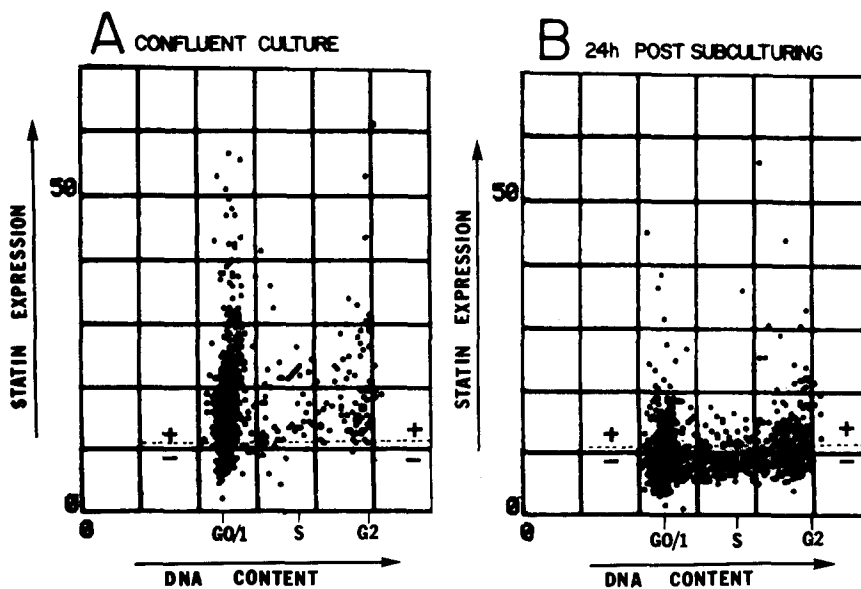 A CONFLUENT CULTURE
STATIN EXPRESSION
50
0
+
−
+
−
0
G0/1 S G2
DNA CONTENT
B 24h POST SUBCULTURING
STATIN EXPRESSION
50
0
+
−
+
−
0
G0/1 S G2
DNA CONTENT